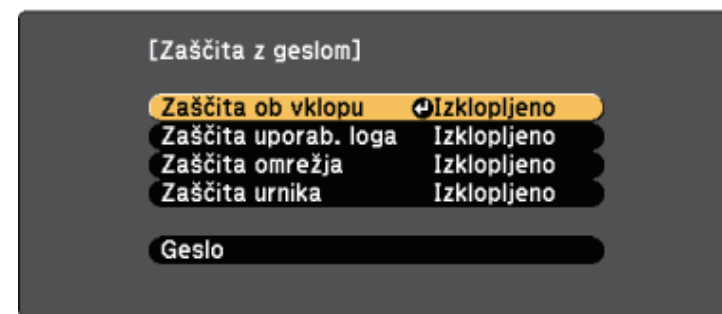 [Zaščita z geslom]
Zaščita ob vklopu Izklopljeno
Zaščita uporab. loga Izklopljeno
Zaščita omrežja Izklopljeno
Zaščita urnika Izklopljeno
Geslo